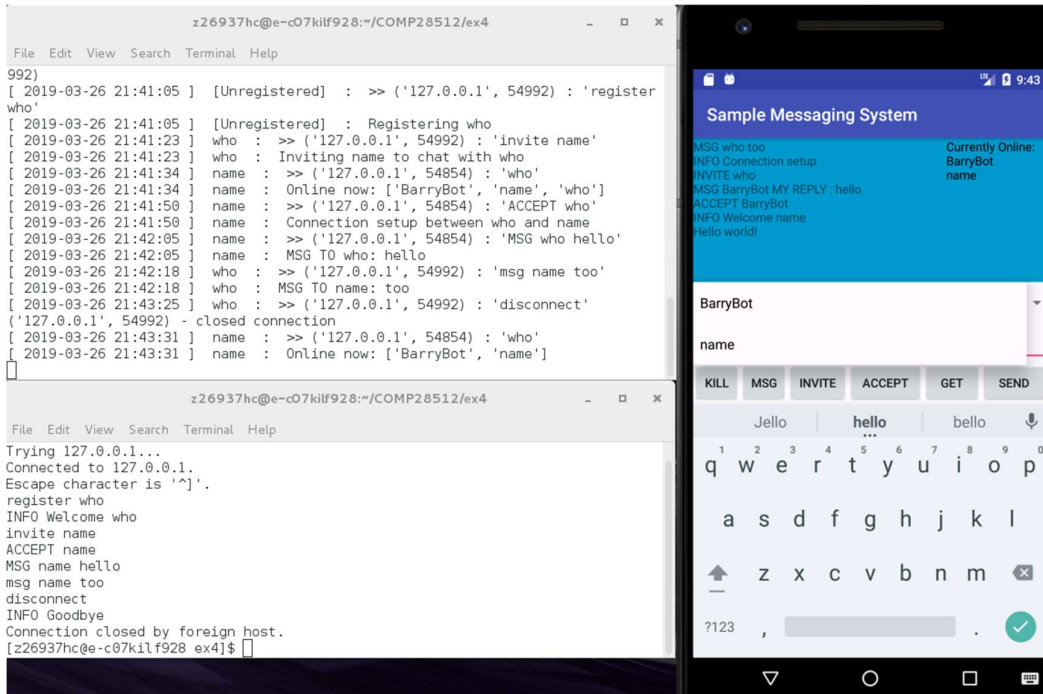 z26937hc@e-c07kilf928:~/COMP28512/ex4
File Edit View Search Terminal Help
992)
[ 2019-03-26 21:41:05 ] [Unregistered] : >> ('127.0.0.1', 54992) : 'register
who'
[ 2019-03-26 21:41:05 ] [Unregistered] : Registering who
[ 2019-03-26 21:41:23 ] who : >> ('127.0.0.1', 54992) : 'invite name'
[ 2019-03-26 21:41:23 ] who : Inviting name to chat with who
[ 2019-03-26 21:41:34 ] name : >> ('127.0.0.1', 54854) : 'who'
[ 2019-03-26 21:41:34 ] name : Online now: ['BarryBot', 'name', 'who']
[ 2019-03-26 21:41:50 ] name : >> ('127.0.0.1', 54854) : 'ACCEPT who'
[ 2019-03-26 21:41:50 ] name : Connection setup between who and name
[ 2019-03-26 21:42:05 ] name : >> ('127.0.0.1', 54854) : 'MSG who hello'
[ 2019-03-26 21:42:05 ] name : MSG TO who: hello
[ 2019-03-26 21:42:18 ] who : >> ('127.0.0.1', 54992) : 'msg name too'
[ 2019-03-26 21:42:18 ] who : MSG TO name: too
[ 2019-03-26 21:43:25 ] who : >> ('127.0.0.1', 54992) : 'disconnect'
('127.0.0.1', 54992) - closed connection
[ 2019-03-26 21:43:31 ] name : >> ('127.0.0.1', 54854) : 'who'
[ 2019-03-26 21:43:31 ] name : Online now: ['BarryBot', 'name']
z26937hc@e-c07kilf928:~/COMP28512/ex4
File Edit View Search Terminal Help
Trying 127.0.0.1...
Connected to 127.0.0.1.
Escape character is '^]'.
register who
INFO Welcome who
invite name
ACCEPT name
MSG name hello
msg name too
disconnect
INFO Goodbye
Connection closed by foreign host.
[z26937hc@e-c07kilf928 ex4]$
LTE 9:43
Sample Messaging System
MSG who too
INFO Connection setup
INVITE who
MSG BarryBot MY REPLY : hello
ACCEPT BarryBot
INFO Welcome name
Hello world!
Currently Online:
BarryBot
name
BarryBot
name
KILL MSG INVITE ACCEPT GET SEND
Jello hello bello
1 2 3 4 5 6 7 8 9 0
q w e r t y u i o p
a s d f g h j k l
z x c v b n m
?123 , .